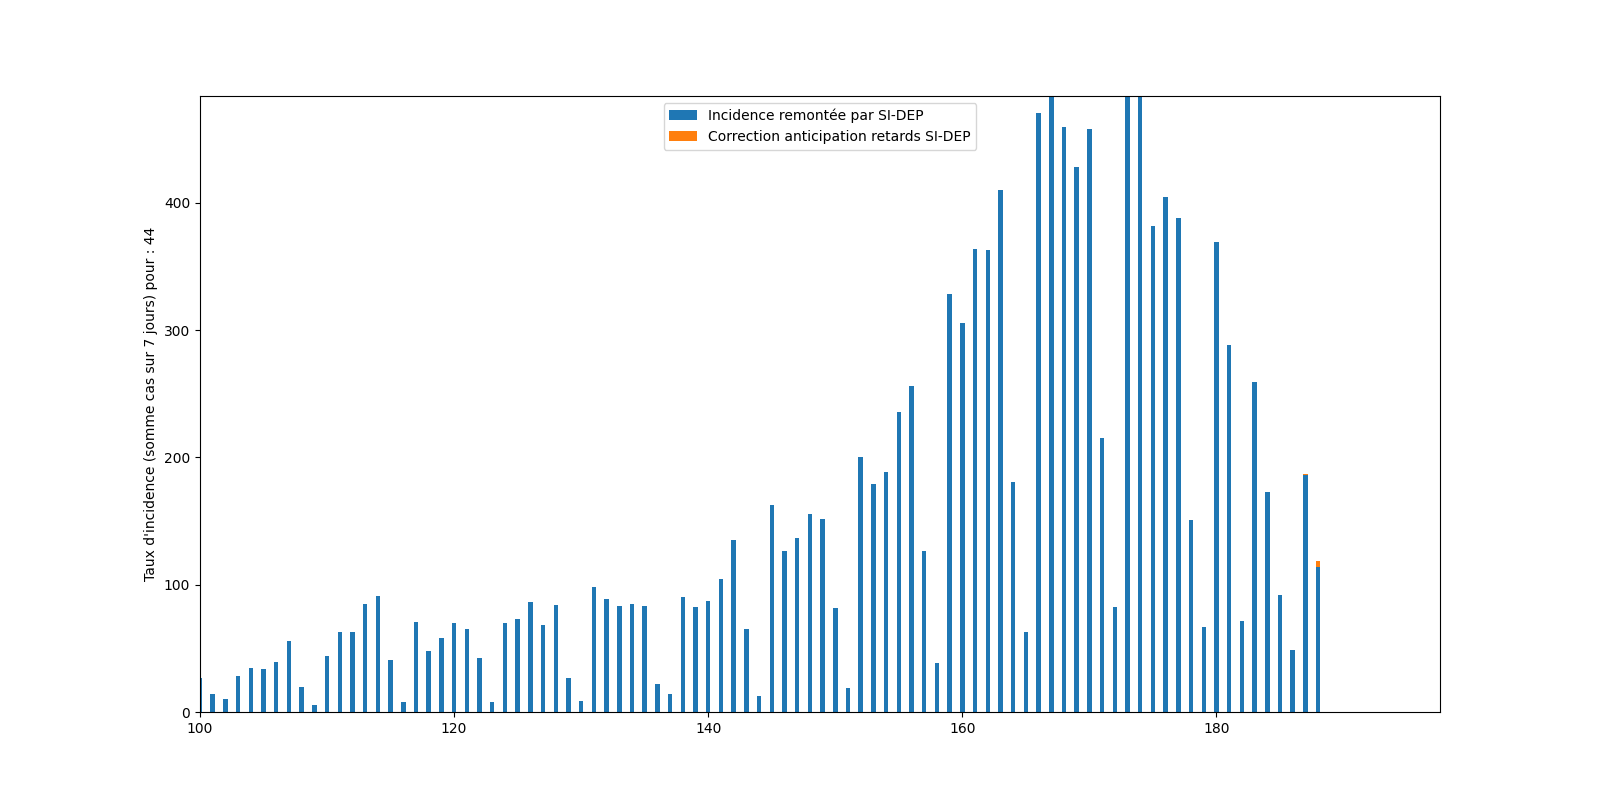 Incidence remontée par SI-DEP
Correction anticipation retards SI-DEP
Taux d'incidence (somme cas sur 7 jours) pour : 44
400
300
200
100
0
100 120 140 160 180